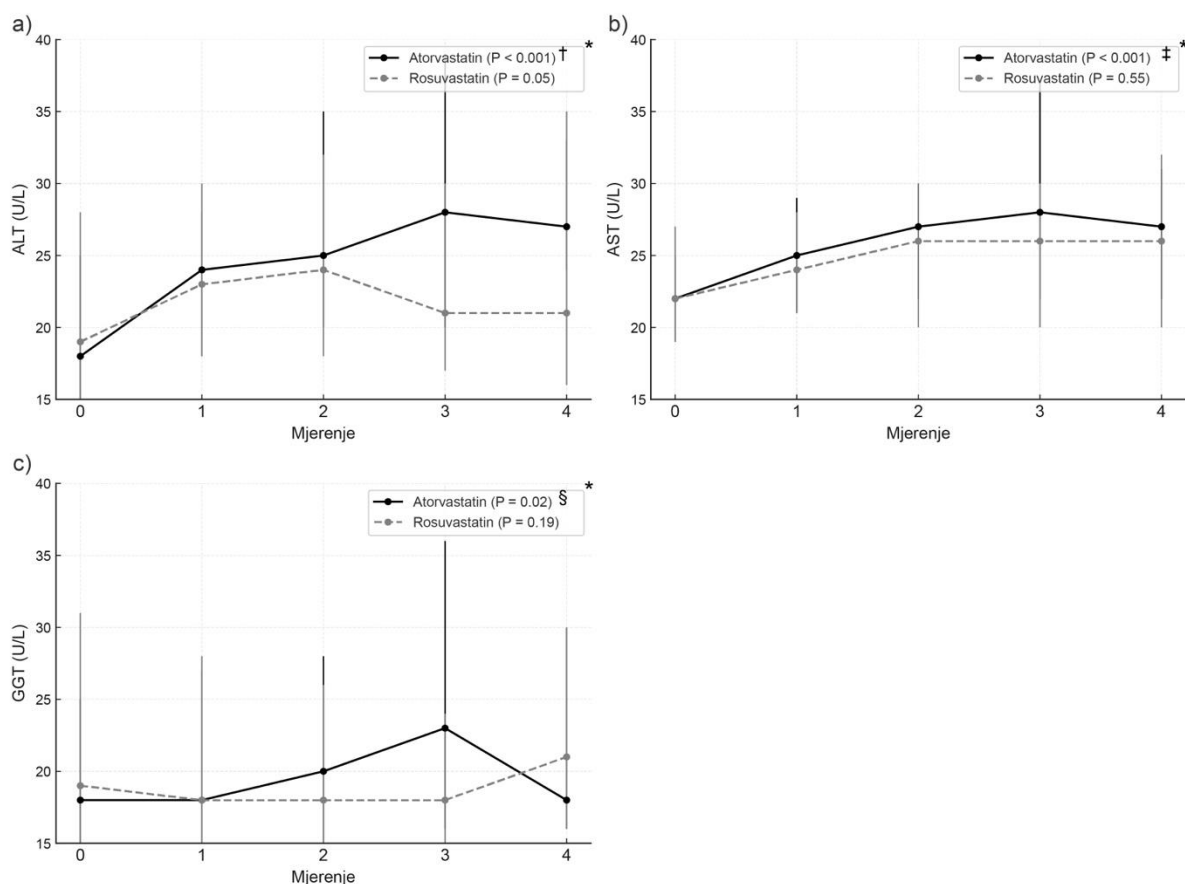 a)
40
35
30
25
20
15
ALT (U/L)
Atorvastatin (P < 0.001) † *
Rosuvastatin (P = 0.05)
0 1 2 3 4
Mjerenje
b)
40
35
30
25
20
15
AST (U/L)
Atorvastatin (P < 0.001) ‡ *
Rosuvastatin (P = 0.55)
0 1 2 3 4
Mjerenje
c)
40
35
30
25
20
15
GGT (U/L)
Atorvastatin (P = 0.02) § *
Rosuvastatin (P = 0.19)
0 1 2 3 4
Mjerenje